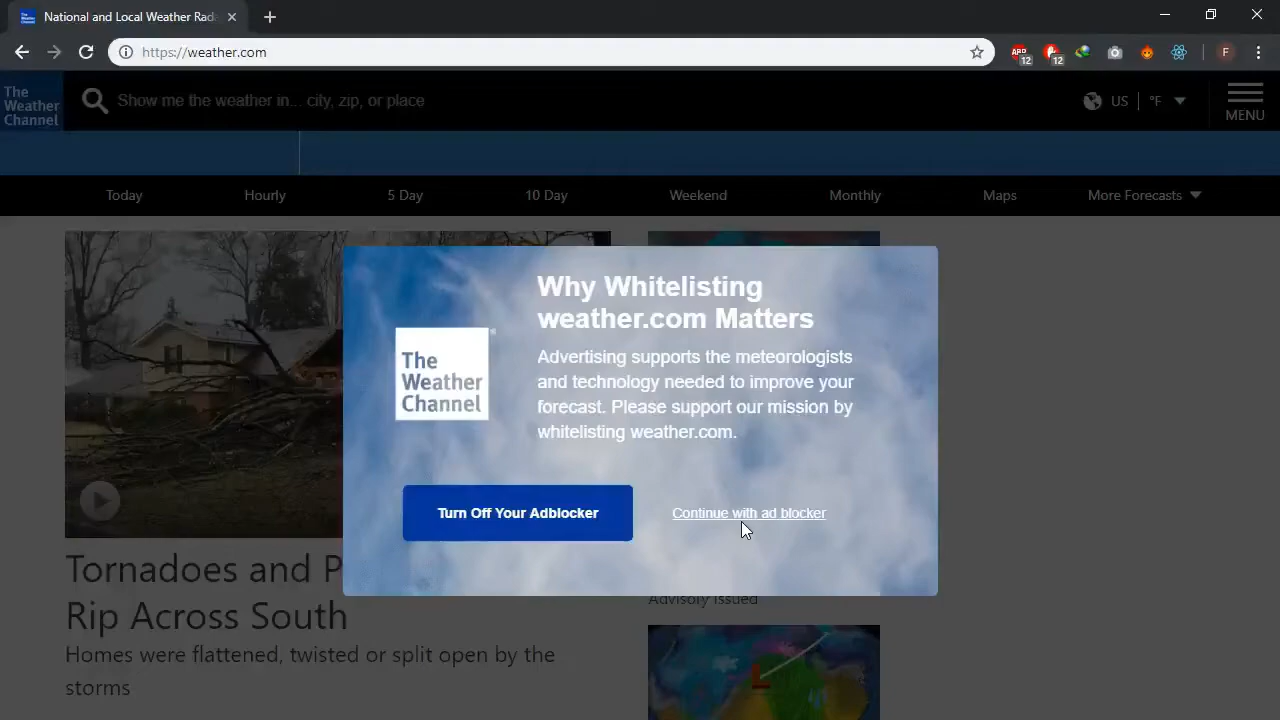 National and Local Weather Rad
https://weather.com
ABP
12
12
F
The
Weather
Channel
Show me the weather in... city, zip, or place
US
°F
MENU
Today
Hourly
5 Day
10 Day
Weekend
Monthly
Maps
More Forecasts
Why Whitelisting
weather.com Matters
Advertising supports the meteorologists
and technology needed to improve your
forecast. Please support our mission by
whitelisting weather.com.
The
Weather
Channel
®
Turn Off Your Adblocker
Continue with ad blocker
Tornadoes and P
Rip Across South
Homes were flattened, twisted or split open by the
storms
Advisory Issued
L